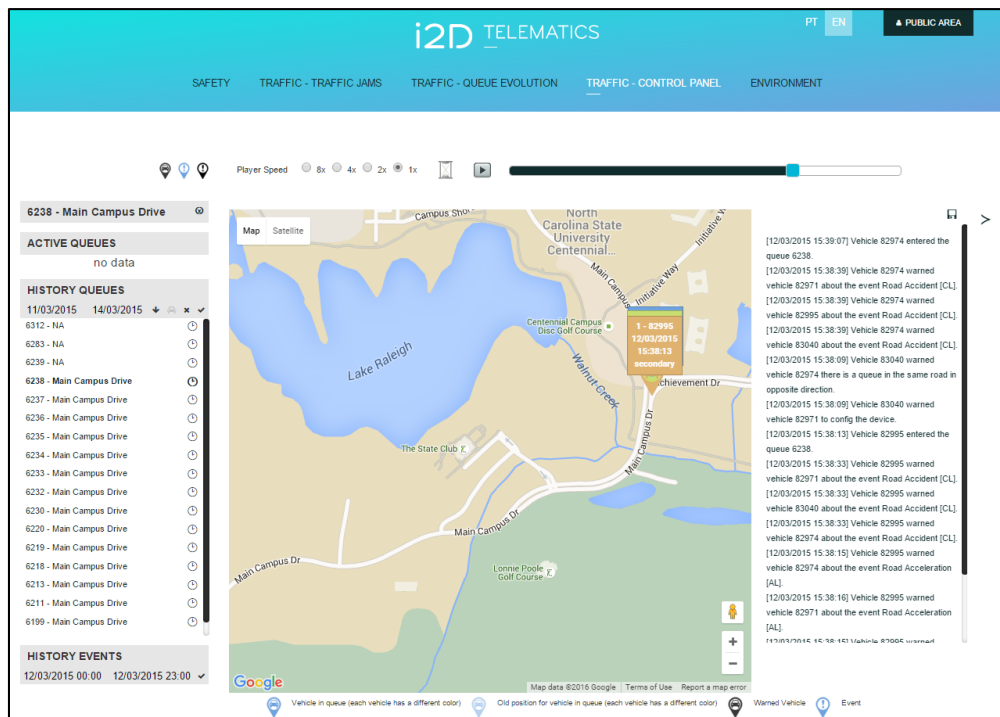 i2D TELEMATICS
PT EN
PUBLIC AREA
SAFETY TRAFFIC - TRAFFIC JAMS TRAFFIC - QUEUE EVOLUTION TRAFFIC - CONTROL PANEL ENVIRONMENT
Player Speed 8x 4x 2x 1x
6238 - Main Campus Drive
ACTIVE QUEUES
no data
HISTORY QUEUES
11/03/2015 14/03/2015
6312 - NA
6283 - NA
6239 - NA
6238 - Main Campus Drive
6237 - Main Campus Drive
6236 - Main Campus Drive
6235 - Main Campus Drive
6234 - Main Campus Drive
6233 - Main Campus Drive
6232 - Main Campus Drive
6230 - Main Campus Drive
6220 - Main Campus Drive
6219 - Main Campus Drive
6218 - Main Campus Drive
6213 - Main Campus Drive
6211 - Main Campus Drive
6199 - Main Campus Drive
HISTORY EVENTS
12/03/2015 00:00 12/03/2015 23:00
Map Satellite
Campus Shor
North
Carolina State
University
Centennial...
Initiative Way
Main Campus
Initiative Way
Centennial Campus
Disc Golf Course
1 - 82995
12/03/2015
15:38:13
secondary
Lake Raleigh
Walnut Creek
chievement Dr
Main Campus Dr
The State Club
Main Campus Dr
Main Campus Dr
Lonnie Poole
Golf Course
Google
Map data ©2016 Google Terms of Use Report a map error
[12/03/2015 15:39:07] Vehicle 82974 entered the
queue 6238.
[12/03/2015 15:38:39] Vehicle 82974 warned
vehicle 82971 about the event Road Accident [CL].
[12/03/2015 15:38:39] Vehicle 82974 warned
vehicle 82995 about the event Road Accident [CL].
[12/03/2015 15:38:39] Vehicle 82974 warned
vehicle 83040 about the event Road Accident [CL].
[12/03/2015 15:38:09] Vehicle 83040 warned
vehicle 82974 there is a queue in the same road in
opposite direction.
[12/03/2015 15:38:09] Vehicle 83040 warned
vehicle 82971 to config the device.
[12/03/2015 15:38:13] Vehicle 82995 entered the
queue 6238.
[12/03/2015 15:38:33] Vehicle 82995 warned
vehicle 82971 about the event Road Accident [CL].
[12/03/2015 15:38:33] Vehicle 82995 warned
vehicle 83040 about the event Road Accident [CL].
[12/03/2015 15:38:33] Vehicle 82995 warned
vehicle 82974 about the event Road Accident [CL].
[12/03/2015 15:38:15] Vehicle 82995 warned
vehicle 82974 about the event Road Acceleration
[AL].
[12/03/2015 15:38:16] Vehicle 82995 warned
vehicle 82971 about the event Road Acceleration
[AL].
[12/03/2015 15:38:15] Vehicle 82995 warned
Vehicle in queue (each vehicle has a different color) Old position for vehicle in queue (each vehicle has a different color) Warned Vehicle Event